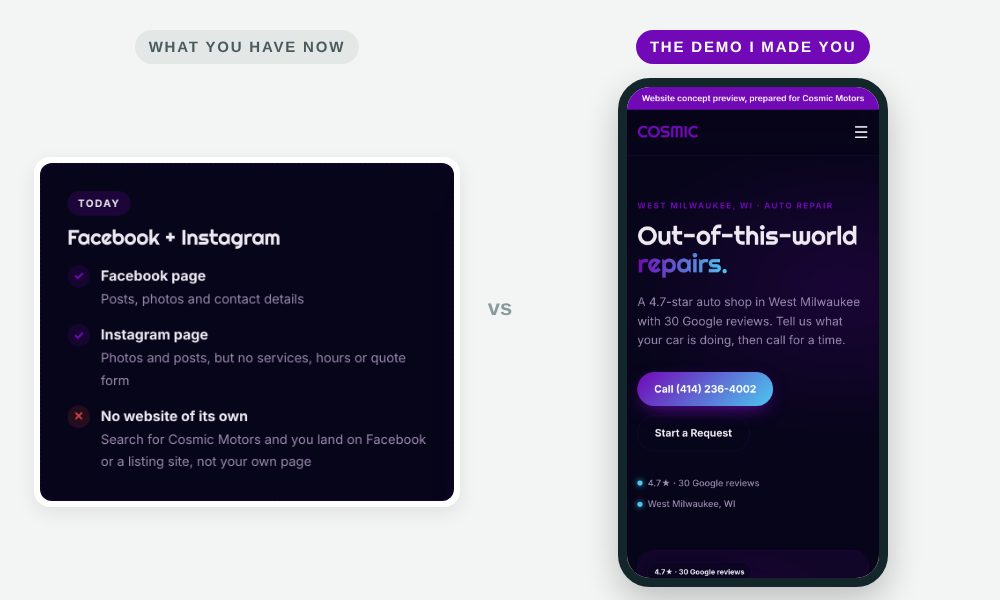 WHAT YOU HAVE NOW
TODAY
Facebook + Instagram
Facebook page
Posts, photos and contact details
Instagram page
Photos and posts, but no services, hours or quote
form
No website of its own
Search for Cosmic Motors and you land on Facebook
or a listing site, not your own page
vs
THE DEMO I MADE YOU
Website concept preview, prepared for Cosmic Motors
COSMIC
WEST MILWAUKEE, WI · AUTO REPAIR
Out-of-this-world
repairs.
A 4.7-star auto shop in West Milwaukee
with 30 Google reviews. Tell us what
your car is doing, then call for a time.
Call (414) 236-4002
Start a Request
4.7★ · 30 Google reviews
West Milwaukee, WI
4.7★ · 30 Google reviews